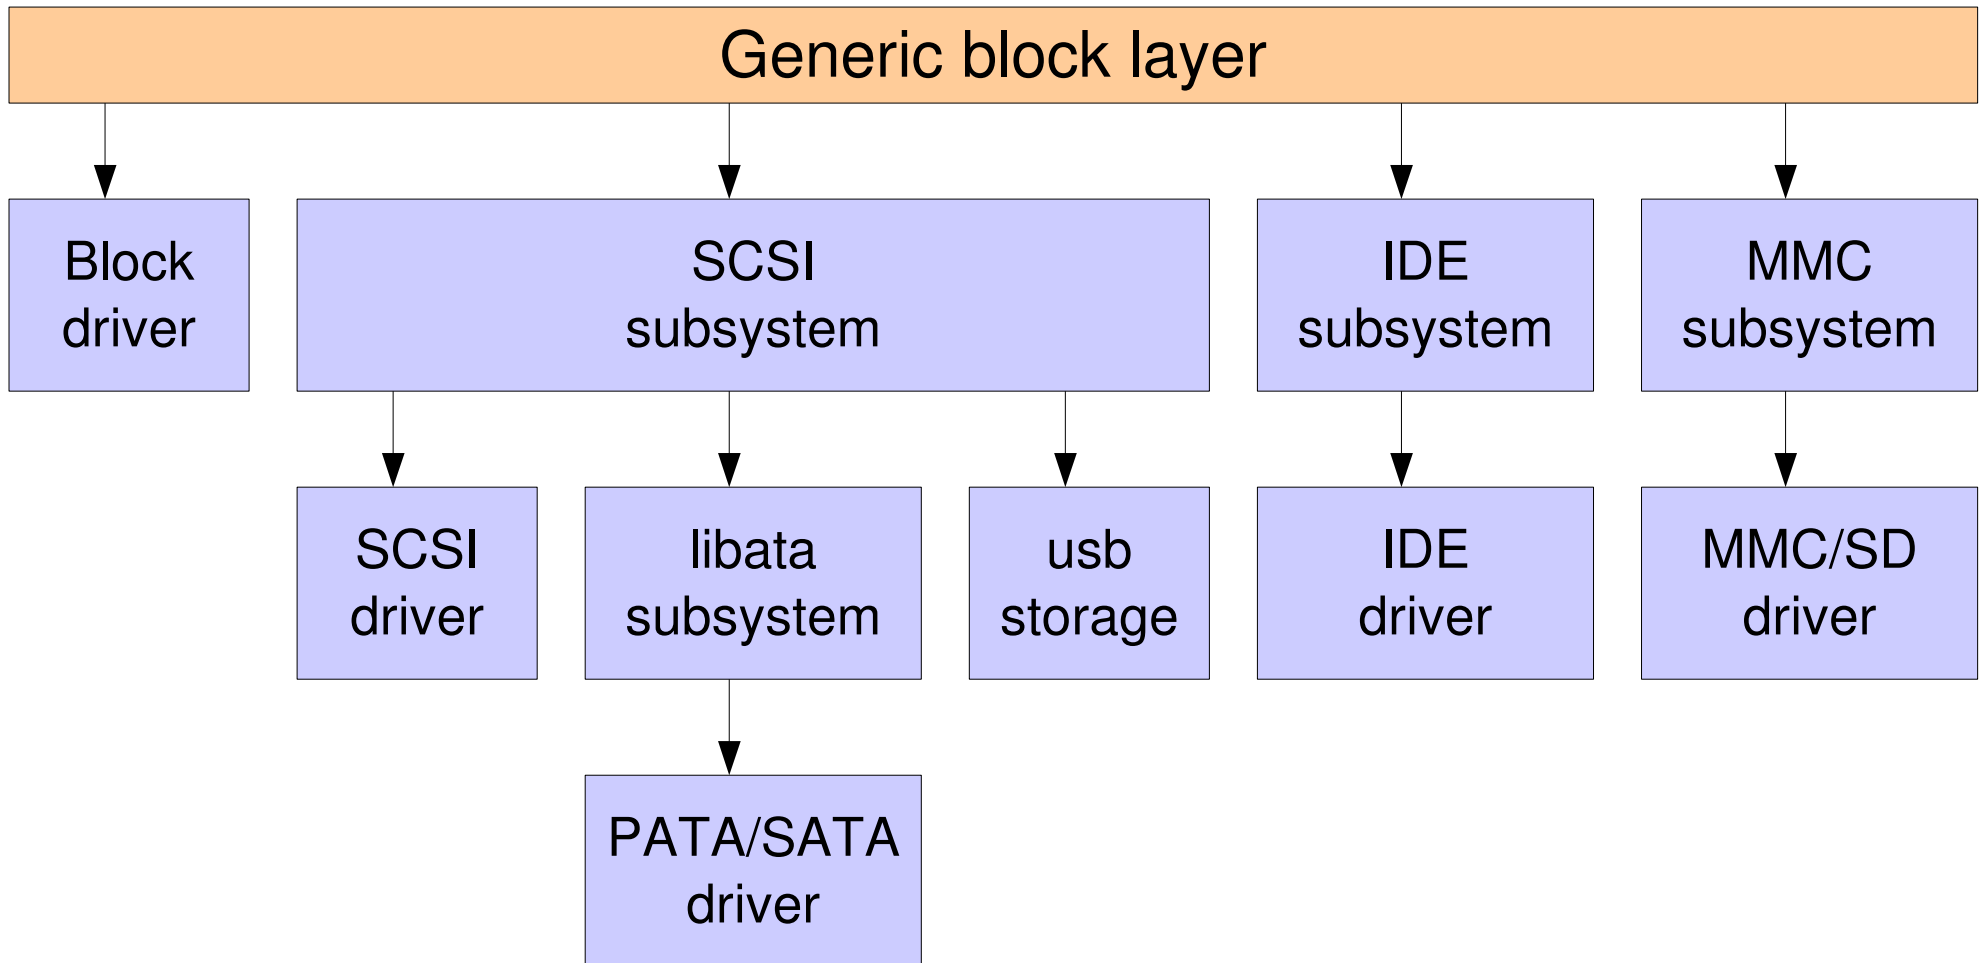 Generic block layer
Block
driver
SCSI
subsystem
IDE
subsystem
MMC
subsystem
SCSI
driver
libata
subsystem
usb
storage
IDE
driver
MMC/SD
driver
PATA/SATA
driver